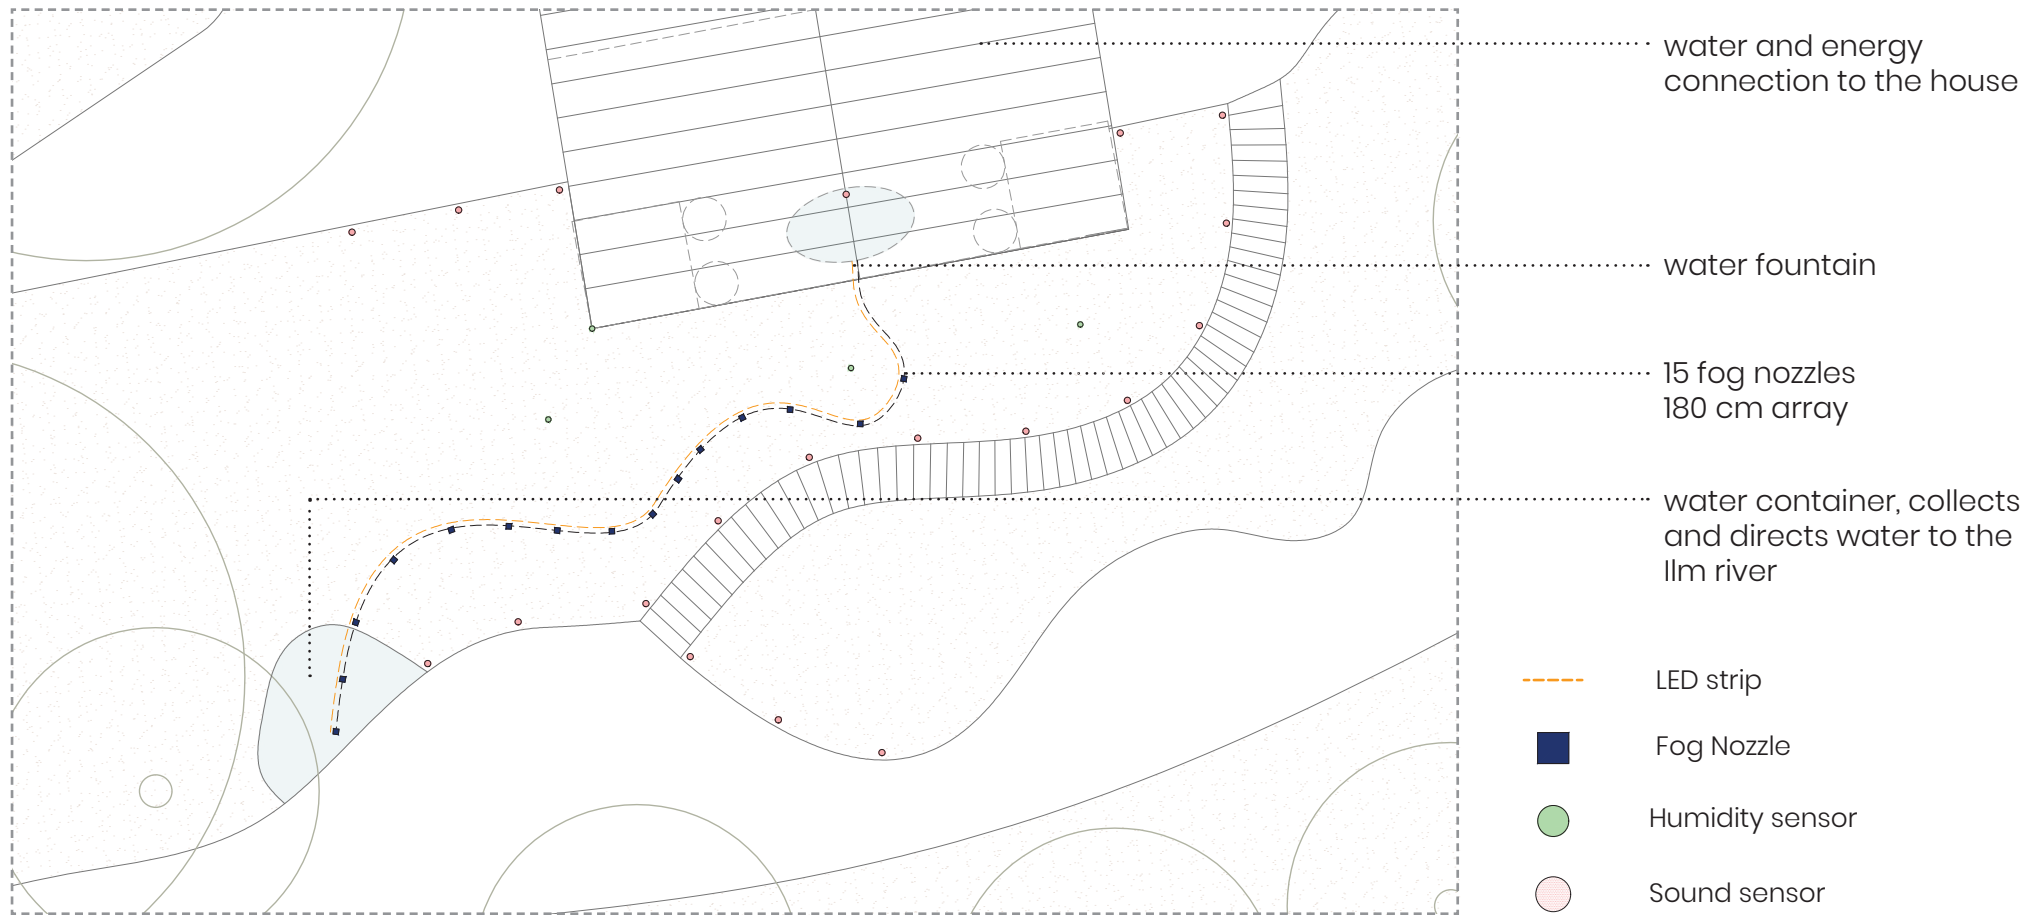 water and energy
connection to the house
water fountain
15 fog nozzles
180 cm array
water container, collects
and directs water to the
Ilm river
LED strip
Fog Nozzle
Humidity sensor
Sound sensor